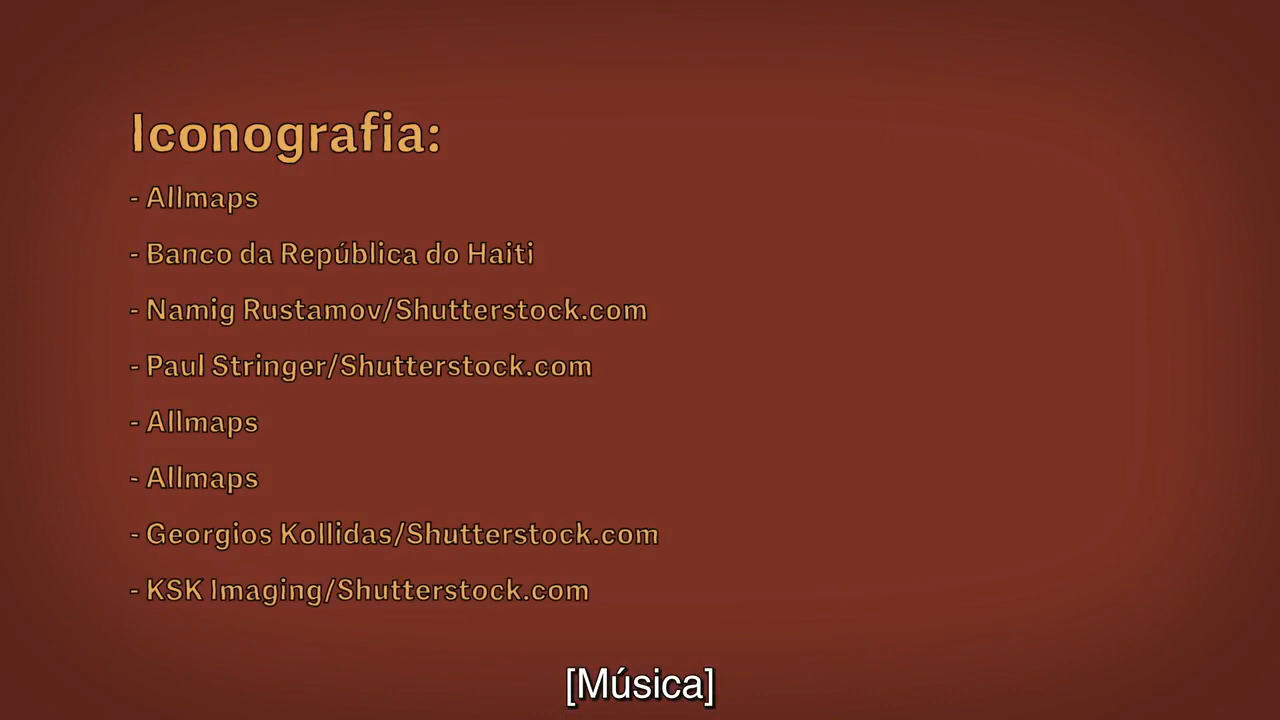 Iconografia:
- Allmaps
- Banco da República do Haiti
- Namig Rustamov/Shutterstock.com
- Paul Stringer/Shutterstock.com
- Allmaps
- Allmaps
- Georgios Kollidas/Shutterstock.com
- KSK Imaging/Shutterstock.com
[Música]